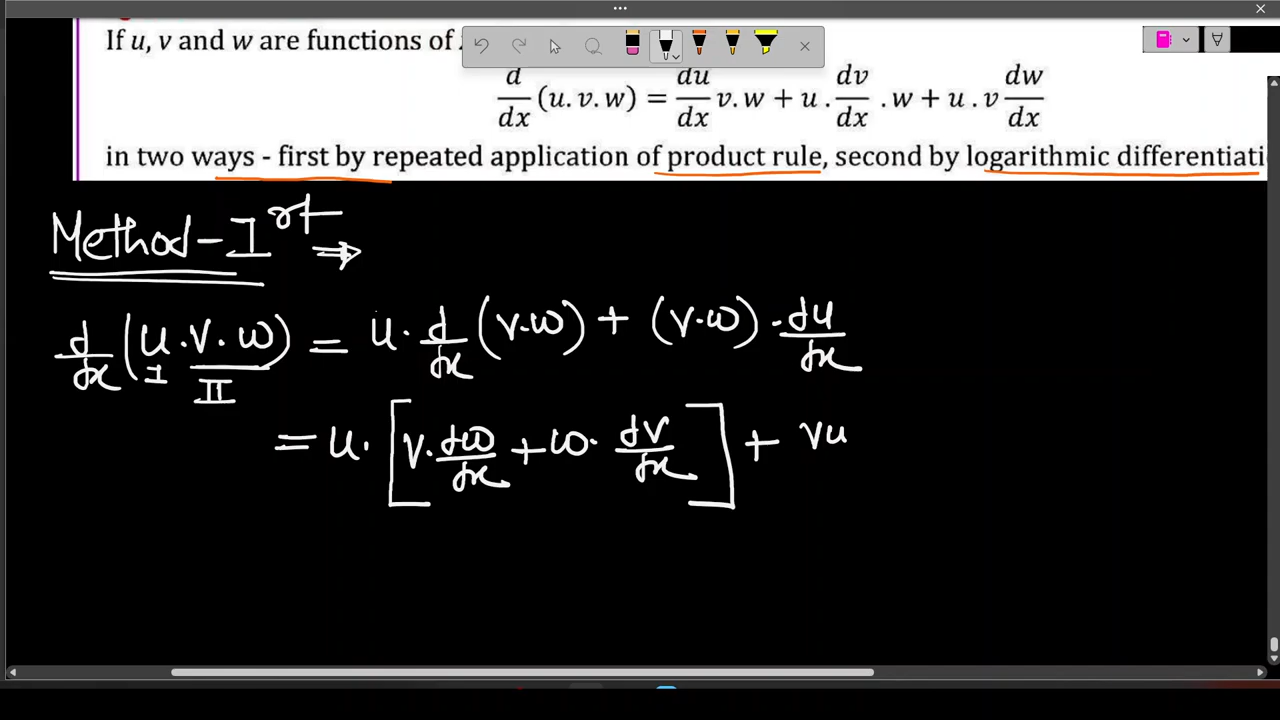 If u, v and w are functions of
d/dx (u. v. w) = du/dx v. w + u . dv/dx . w + u . v dw/dx
in two ways - first by repeated application of product rule, second by logarithmic differentiati
Method - I st ⇒
d/dx (u · v · w) = u · d/dx (v·w) + (v·w) · du/dx
I II
= u · [v · dw/dx + w · dv/dx] + vu